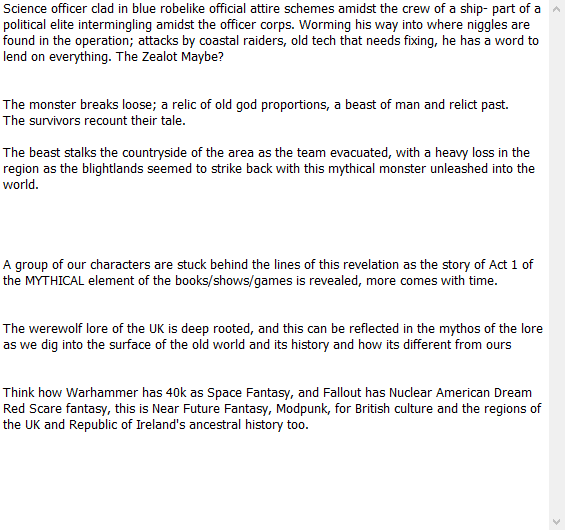 Science officer clad in blue robelike official attire schemes amidst the crew of a ship- part of a
political elite intermingling amidst the officer corps. Worming his way into where niggles are
found in the operation; attacks by coastal raiders, old tech that needs fixing, he has a word to
lend on everything. The Zealot Maybe?
The monster breaks loose; a relic of old god proportions, a beast of man and relict past.
The survivors recount their tale.
The beast stalks the countryside of the area as the team evacuated, with a heavy loss in the
region as the blightlands seemed to strike back with this mythical monster unleashed into the
world.
A group of our characters are stuck behind the lines of this revelation as the story of Act 1 of
the MYTHICAL element of the books/shows/games is revealed, more comes with time.
The werewolf lore of the UK is deep rooted, and this can be reflected in the mythos of the lore
as we dig into the surface of the old world and its history and how its different from ours
Think how Warhammer has 40k as Space Fantasy, and Fallout has Nuclear American Dream
Red Scare fantasy, this is Near Future Fantasy, Modpunk, for British culture and the regions of
the UK and Republic of Ireland's ancestral history too.